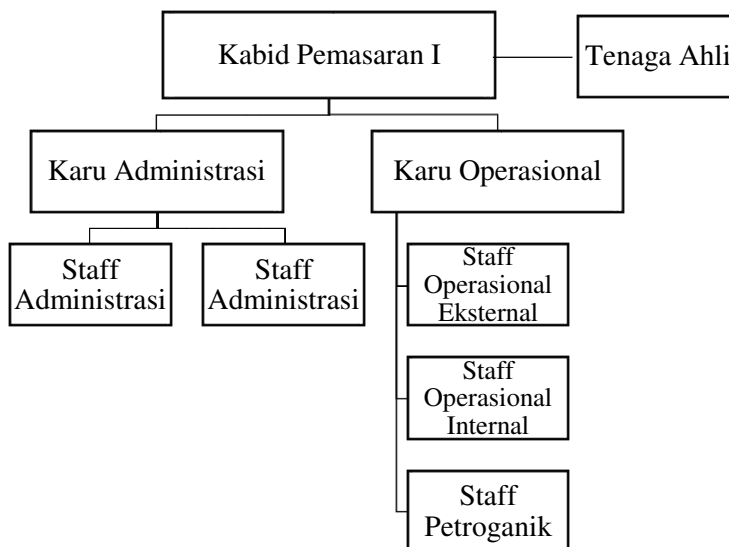 Kabid Pemasaran I
Tenaga Ahli
Karu Administrasi
Karu Operasional
Staff
Administrasi
Staff
Administrasi
Staff
Operasional
Eksternal
Staff
Operasional
Internal
Staff
Petroganik